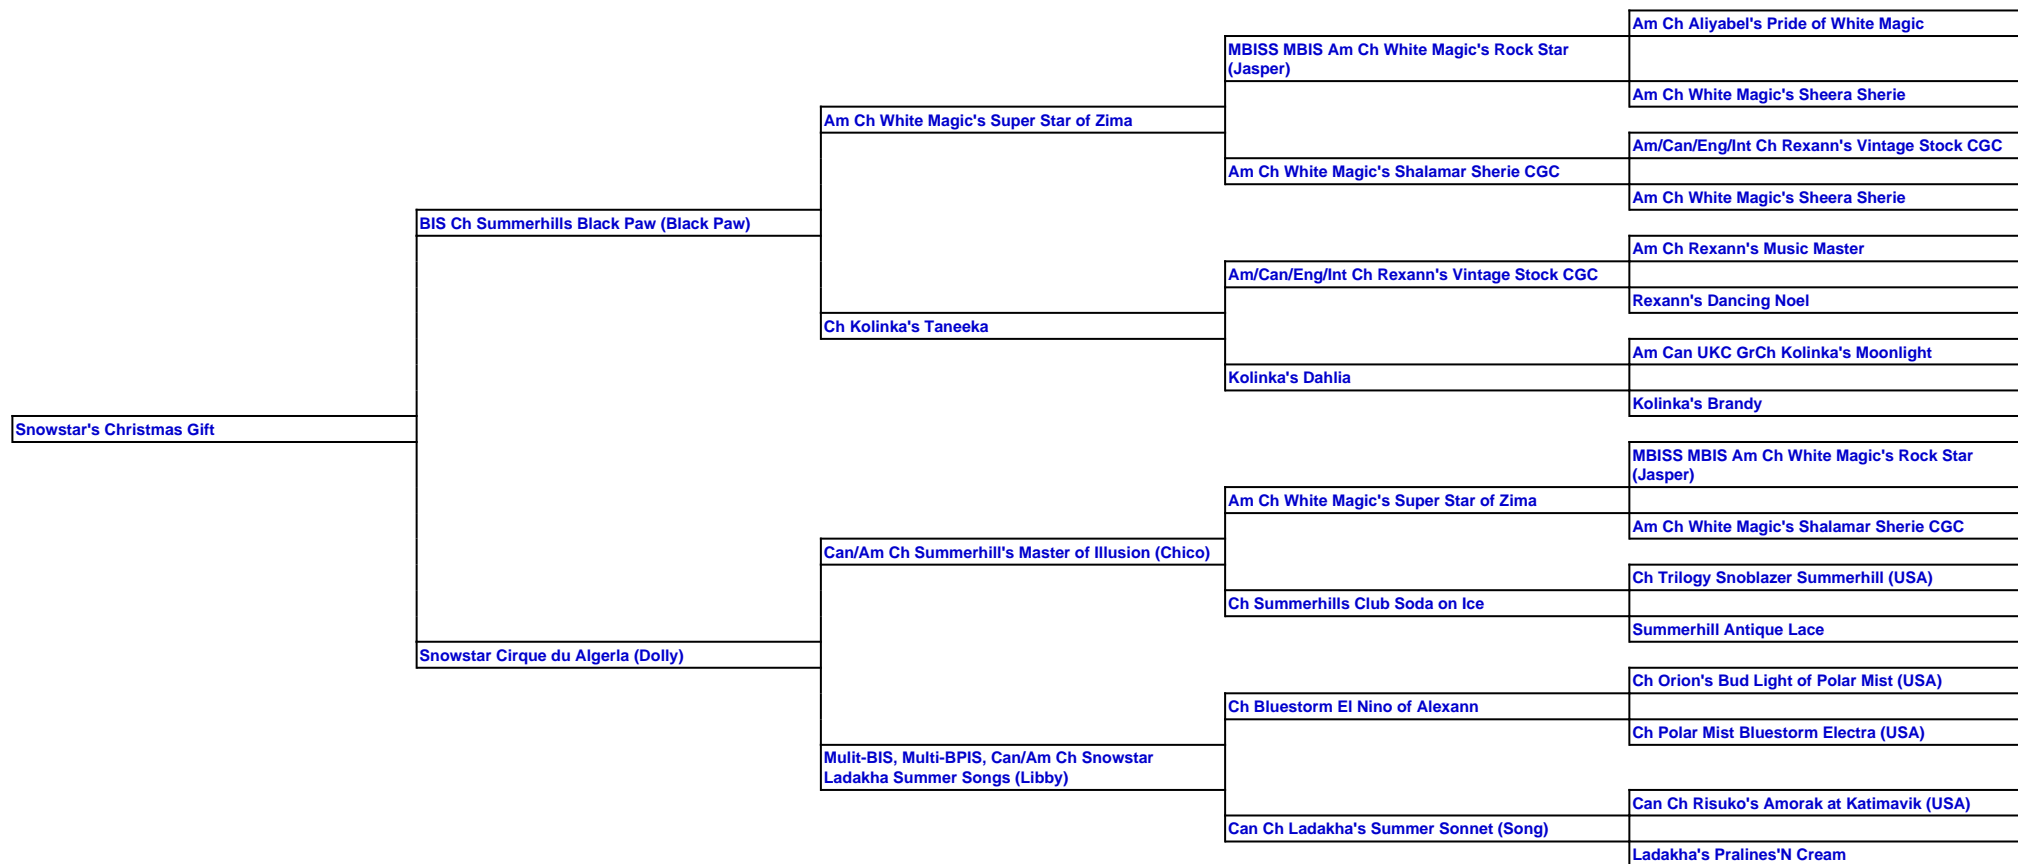 Am Ch Aliyabel's Pride of White Magic
MBISS MBIS Am Ch White Magic's Rock Star
(Jasper)
Am Ch White Magic's Sheera Sherie
Am Ch White Magic's Super Star of Zima
Am/Can/Eng/Int Ch Rexann's Vintage Stock CGC
Am Ch White Magic's Shalamar Sherie CGC
Am Ch White Magic's Sheera Sherie
BIS Ch Summerhills Black Paw (Black Paw)
Am Ch Rexann's Music Master
Am/Can/Eng/Int Ch Rexann's Vintage Stock CGC
Rexann's Dancing Noel
Ch Kolinka's Taneeka
Am Can UKC GrCh Kolinka's Moonlight
Kolinka's Dahlia
Kolinka's Brandy
Snowstar's Christmas Gift
MBISS MBIS Am Ch White Magic's Rock Star
(Jasper)
Am Ch White Magic's Super Star of Zima
Am Ch White Magic's Shalamar Sherie CGC
Can/Am Ch Summerhill's Master of Illusion (Chico)
Ch Trilogy Snoblazer Summerhill (USA)
Ch Summerhills Club Soda on Ice
Summerhill Antique Lace
Snowstar Cirque du AlgerIa (Dolly)
Ch Orion's Bud Light of Polar Mist (USA)
Ch Bluestorm El Nino of Alexann
Ch Polar Mist Bluestorm Electra (USA)
Mulit-BIS, Multi-BPIS, Can/Am Ch Snowstar
Ladakha Summer Songs (Libby)
Can Ch Risuko's Amorak at Katimavik (USA)
Can Ch Ladakha's Summer Sonnet (Song)
Ladakha's Pralines'N Cream